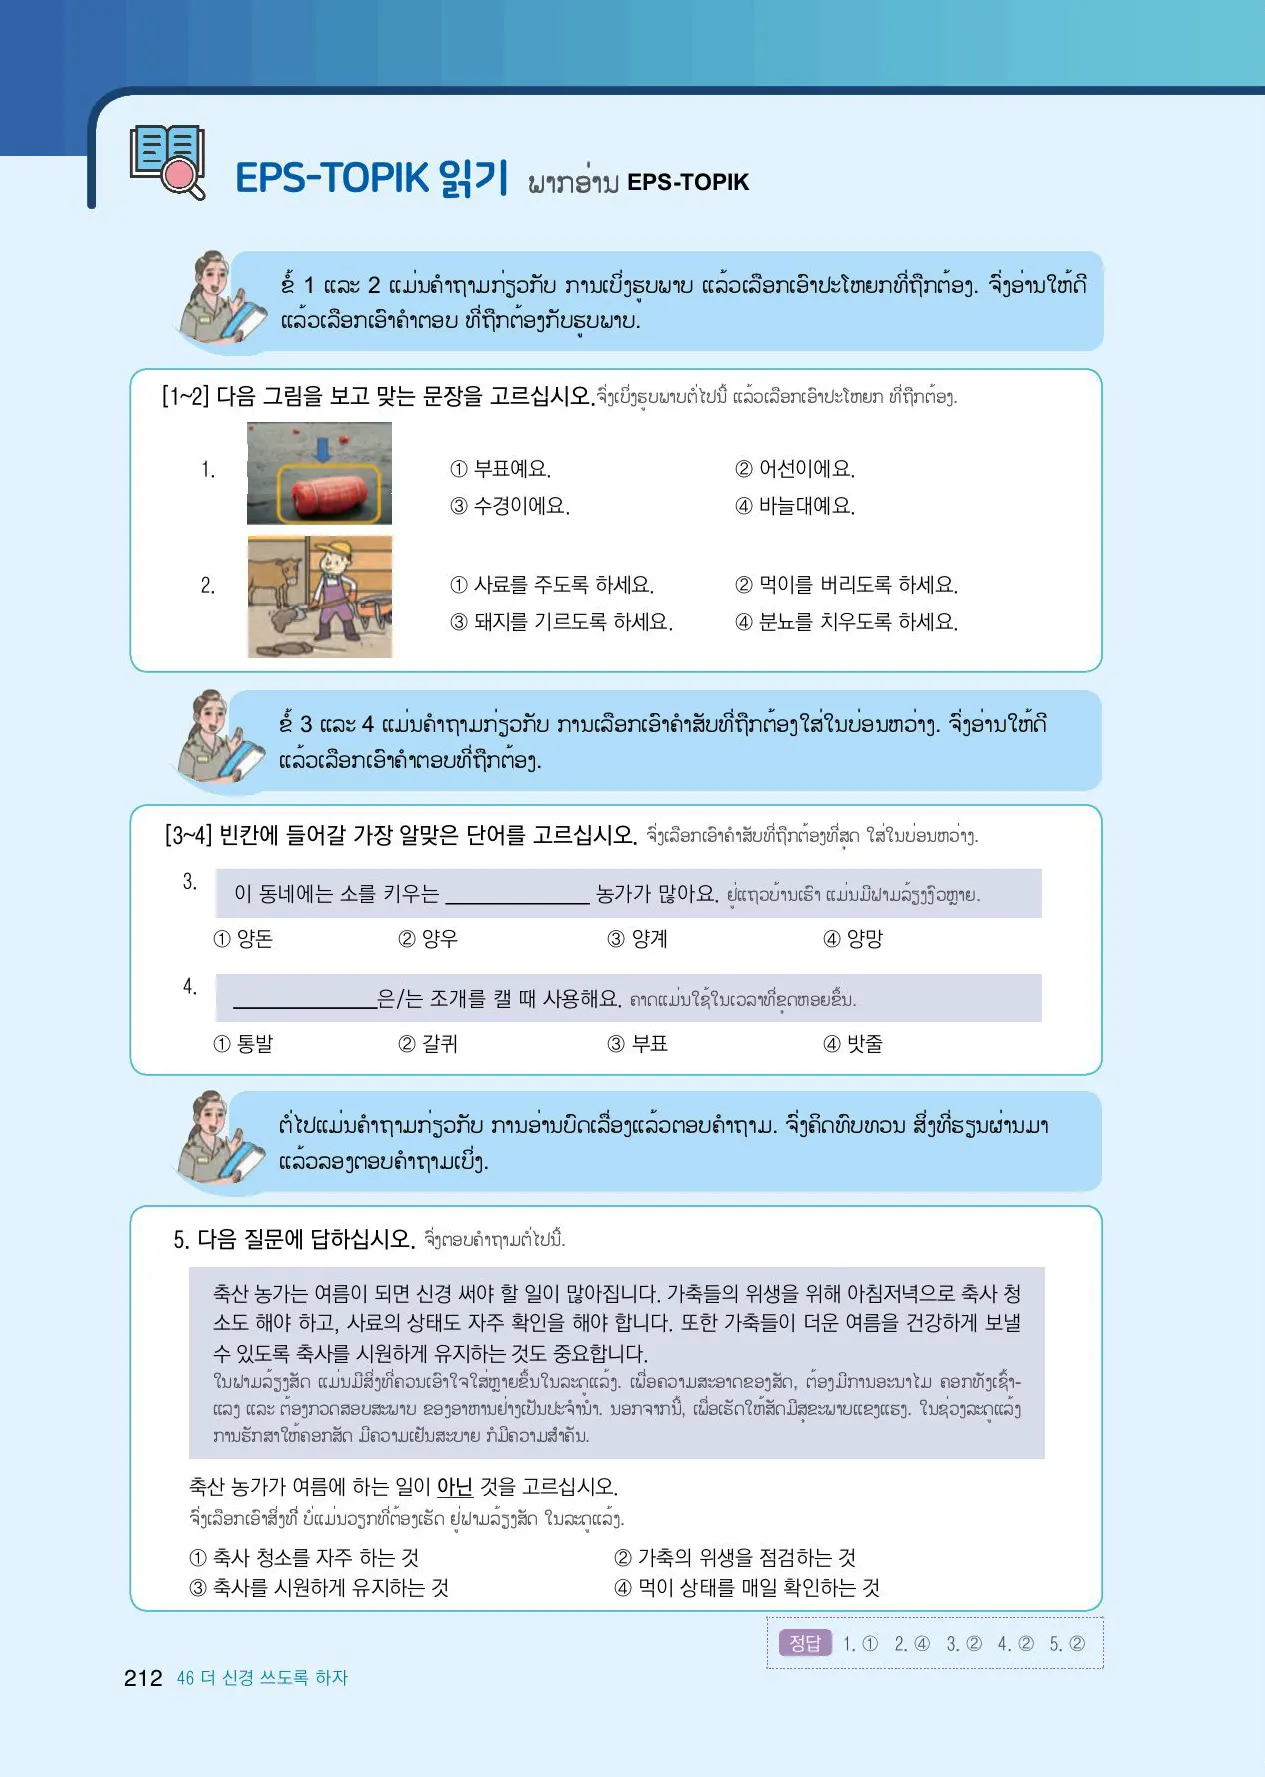 EPS-TOPIK 읽기 ພາກອ່ານ EPS-TOPIK
ຂໍ້ 1 ແລະ 2 ແມ່ນຄຳຖາມກ່ຽວກັບ ການເບິ່ງຮູບພາບ ແລ້ວເລືອກເອົາປະໂຫຍກທີ່ຖືກຕ້ອງ. ຈົ່ງອ່ານໃຫ້ດີ
ແລ້ວເລືອກເອົາຄຳຕອບ ທີ່ຖືກຕ້ອງກັບຮູບພາບ.
[1~2] 다음 그림을 보고 맞는 문장을 고르십시오. ຈົ່ງເບິ່ງຮູບພາບຕໍ່ໄປນີ້ ແລ້ວເລືອກເອົາປະໂຫຍກ ທີ່ຖືກຕ້ອງ.
1. ① 부표예요. ② 어선이에요.
③ 수경이에요. ④ 바늘대예요.
2. ① 사료를 주도록 하세요. ② 먹이를 버리도록 하세요.
③ 돼지를 기르도록 하세요. ④ 분뇨를 치우도록 하세요.
ຂໍ້ 3 ແລະ 4 ແມ່ນຄຳຖາມກ່ຽວກັບ ການເລືອກເອົາຄຳສັບທີ່ຖືກຕ້ອງໃສ່ໃນບ່ອນຫວ່າງ. ຈົ່ງອ່ານໃຫ້ດີ
ແລ້ວເລືອກເອົາຄຳຕອບທີ່ຖືກຕ້ອງ.
[3~4] 빈칸에 들어갈 가장 알맞은 단어를 고르십시오. ຈົ່ງເລືອກເອົາຄຳສັບທີ່ຖືກຕ້ອງທີ່ສຸດ ໃສ່ໃນບ່ອນຫວ່າງ.
3. 이 동네에는 소를 키우는 ____________ 농가가 많아요. ຢູ່ແຖວບ້ານເຮົາ ແມ່ນມີຟາມລ້ຽງງົວຫຼາຍ.
① 양돈 ② 양우 ③ 양계 ④ 양망
4. ____________은/는 조개를 캘 때 사용해요. ຄາດແມ່ນໃຊ້ໃນເວລາທີ່ຂຸດຫອຍຂຶ້ນ.
① 통발 ② 갈퀴 ③ 부표 ④ 밧줄
ຕໍ່ໄປແມ່ນຄຳຖາມກ່ຽວກັບ ການອ່ານບົດເລື່ອງແລ້ວຕອບຄຳຖາມ. ຈົ່ງຄິດທົບທວນ ສິ່ງທີ່ຮຽນຜ່ານມາ
ແລ້ວລອງຕອບຄຳຖາມເບິ່ງ.
5. 다음 질문에 답하십시오. ຈົ່ງຕອບຄຳຖາມຕໍ່ໄປນີ້.
축산 농가는 여름이 되면 신경 써야 할 일이 많아집니다. 가축들의 위생을 위해 아침저녁으로 축사 청
소도 해야 하고, 사료의 상태도 자주 확인을 해야 합니다. 또한 가축들이 더운 여름을 건강하게 보낼
수 있도록 축사를 시원하게 유지하는 것도 중요합니다.
ໃນຟາມລ້ຽງສັດ ແມ່ນມີສິ່ງທີ່ຄວນເອົາໃຈໃສ່ຫຼາຍຂຶ້ນໃນລະດູແລ້ງ. ເພື່ອຄວາມສະອາດຂອງສັດ, ຕ້ອງມີການອະນາໄມ ຄອກທັງເຊົ້າ-
ແລງ ແລະ ຕ້ອງກວດສອບສະພາບ ຂອງອາຫານຢ່າງເປັນປະຈຳນຳ. ນອກຈາກນີ້, ເພື່ອເຮັດໃຫ້ສັດມີສຸຂະພາບແຂງແຮງ. ໃນຊ່ວງລະດູແລ້ງ
ການຮັກສາໃຫ້ຄອກສັດ ມີຄວາມເຢັນສະບາຍ ກໍມີຄວາມສຳຄັນ.
축산 농가가 여름에 하는 일이 아닌 것을 고르십시오.
ຈົ່ງເລືອກເອົາສິ່ງທີ່ ບໍ່ແມ່ນວຽກທີ່ຕ້ອງເຮັດ ຢູ່ຟາມລ້ຽງສັດ ໃນລະດູແລ້ງ.
① 축사 청소를 자주 하는 것 ② 가축의 위생을 점검하는 것
③ 축사를 시원하게 유지하는 것 ④ 먹이 상태를 매일 확인하는 것
정답 1. ① 2. ④ 3. ② 4. ② 5. ②
212 46 더 신경 쓰도록 하자